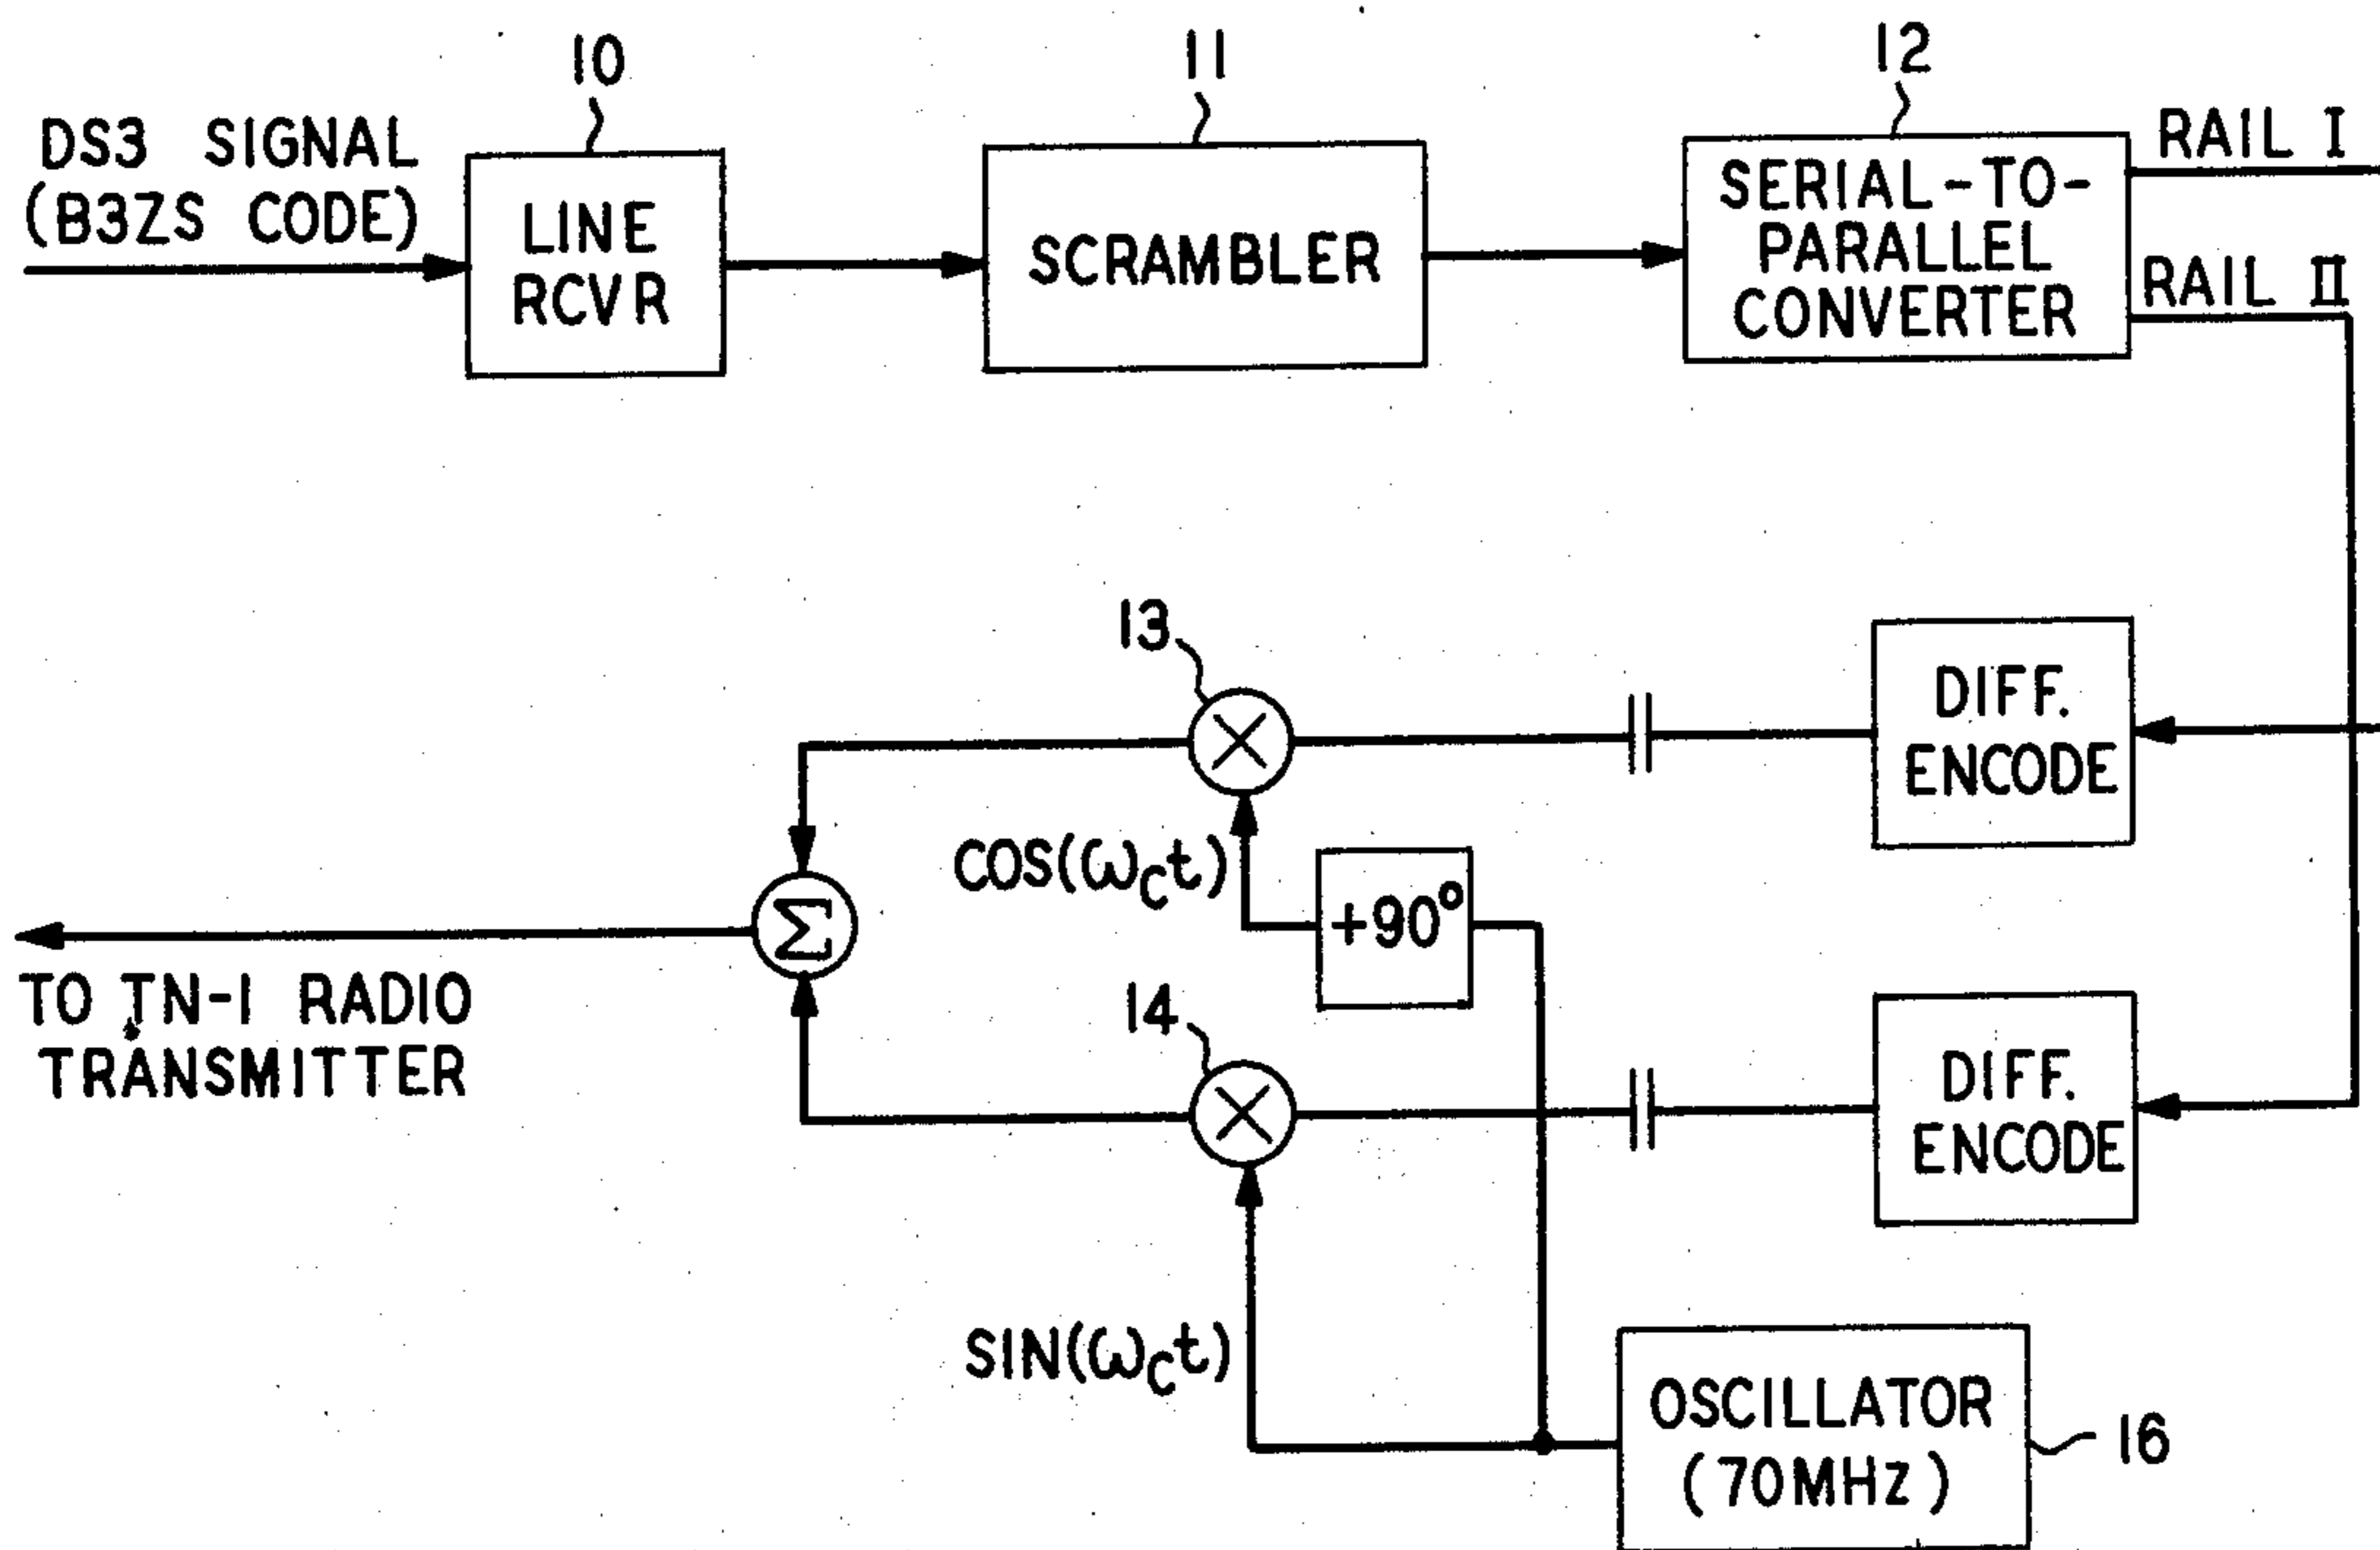 10
11
12
DS3 SIGNAL
(B3ZS CODE)
LINE
RCVR
SCRAMBLER
SERIAL-TO-
PARALLEL
CONVERTER
RAIL I
RAIL II
13
DIFF.
ENCODE
COS(ωCt)
+90°
Σ
TO TN-1 RADIO
TRANSMITTER
14
DIFF.
ENCODE
SIN(ωCt)
OSCILLATOR
(70MHZ)
16